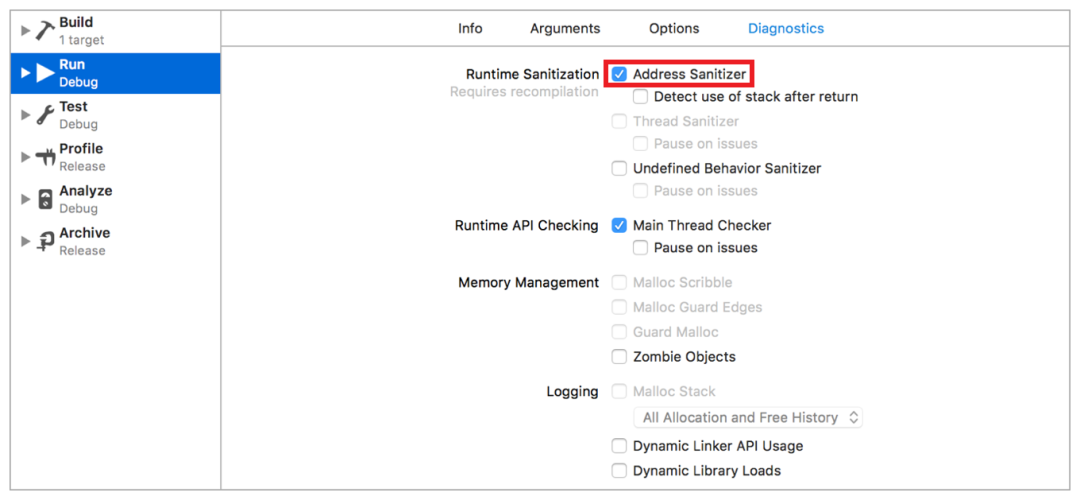 Build
1 target
Run
Debug
Test
Debug
Profile
Release
Analyze
Debug
Archive
Release
Info Arguments Options Diagnostics
Runtime Sanitization Address Sanitizer
Requires recompilation
Detect use of stack after return
Thread Sanitizer
Pause on issues
Undefined Behavior Sanitizer
Pause on issues
Runtime API Checking Main Thread Checker
Pause on issues
Memory Management Malloc Scribble
Malloc Guard Edges
Guard Malloc
Zombie Objects
Logging Malloc Stack
All Allocation and Free History
Dynamic Linker API Usage
Dynamic Library Loads